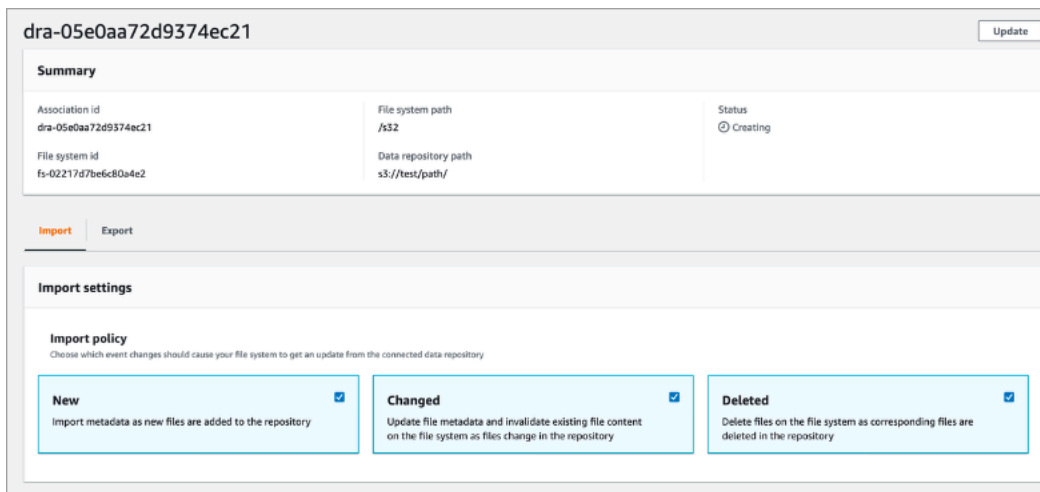 dra-05e0aa72d9374ec21
Update
Summary
Association id
dra-05e0aa72d9374ec21
File system id
fs-02217d7be6c80a4e2
File system path
/s32
Data repository path
s3://test/path/
Status
Creating
Import
Export
Import settings
Import policy
Choose which event changes should cause your file system to get an update from the connected data repository
New
Import metadata as new files are added to the repository
Changed
Update file metadata and invalidate existing file content
on the file system as files change in the repository
Deleted
Delete files on the file system as corresponding files are
deleted in the repository